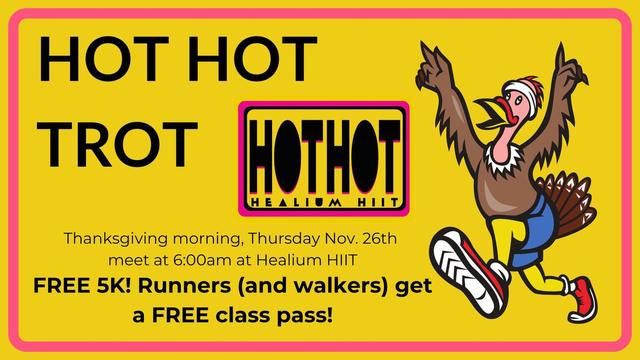 HOT HOT
TROT
HOTHOT
HEALIUM HIIT
Thanksgiving morning, Thursday Nov. 26th
meet at 6:00am at Healium HIIT
FREE 5K! Runners (and walkers) get
a FREE class pass!